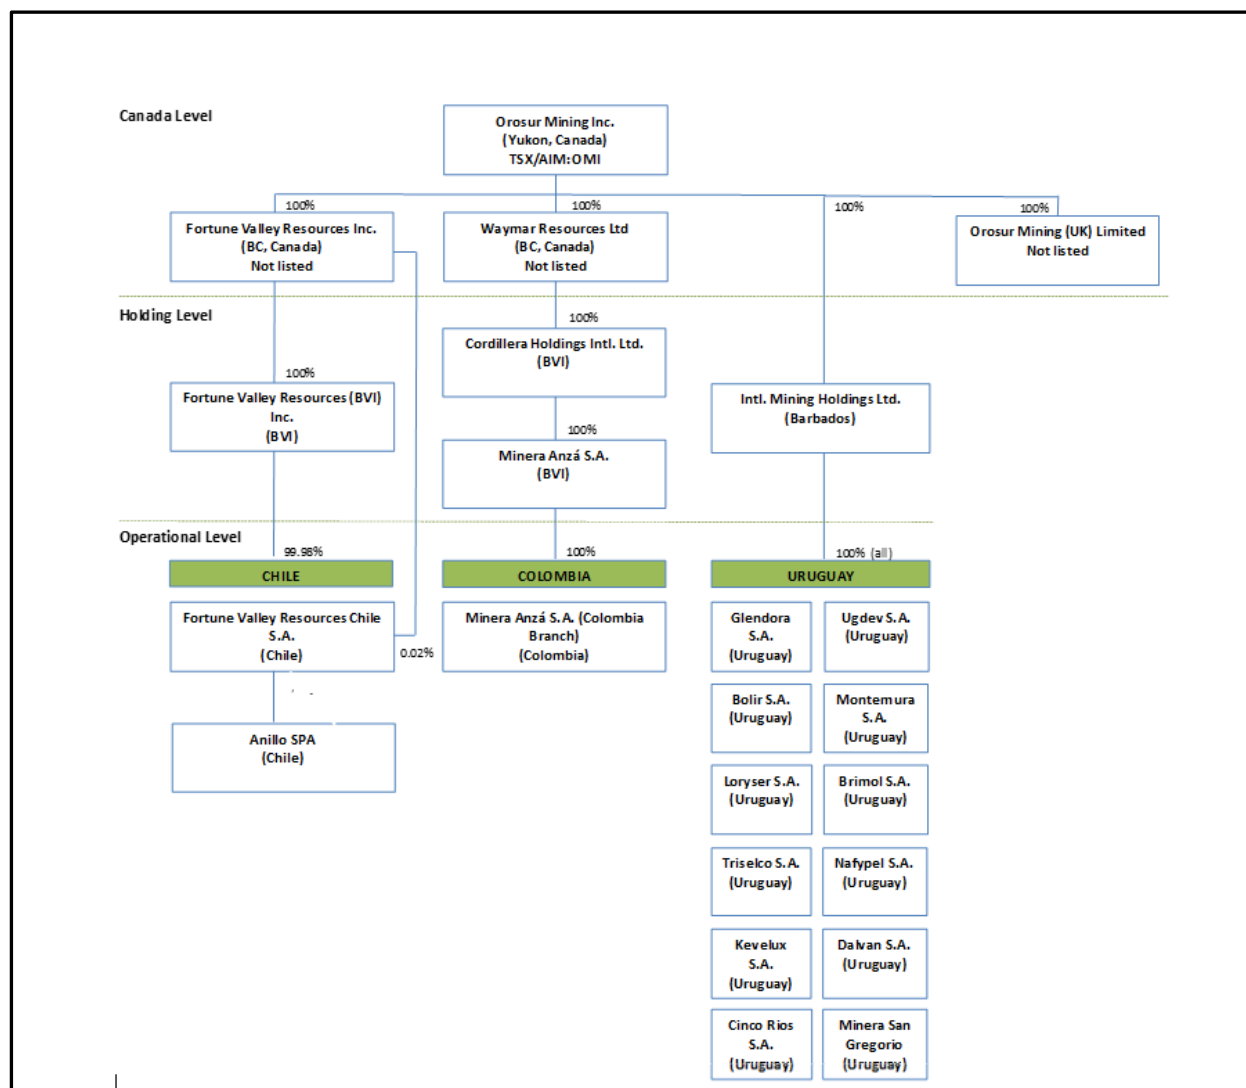 Canada Level
Orosur Mining Inc.
(Yukon, Canada)
TSX/AIM:OMI
100%
100%
100%
100%
Fortune Valley Resources Inc.
(BC, Canada)
Not listed
Waymar Resources Ltd
(BC, Canada)
Not listed
Orosur Mining (UK) Limited
Not listed
Holding Level
100%
Cordillera Holdings Intl. Ltd.
(BVI)
100%
Fortune Valley Resources (BVI)
Inc.
(BVI)
Intl. Mining Holdings Ltd.
(Barbados)
100%
Minera Anzá S.A.
(BVI)
Operational Level
99.98%
100%
100% (all)
CHILE
COLOMBIA
URUGUAY
Fortune Valley Resources Chile
S.A.
(Chile)
0.02%
Minera Anzá S.A. (Colombia
Branch)
(Colombia)
Glendora
S.A.
(Uruguay)
Ugdev S.A.
(Uruguay)
Anillo SPA
(Chile)
Bolir S.A.
(Uruguay)
Montemura
S.A.
(Uruguay)
Loryser S.A.
(Uruguay)
Brimol S.A.
(Uruguay)
Triselco S.A.
(Uruguay)
Nafypel S.A.
(Uruguay)
Kevelux
S.A.
(Uruguay)
Dalvan S.A.
(Uruguay)
Cinco Rios
S.A.
(Uruguay)
Minera San
Gregorio
(Uruguay)